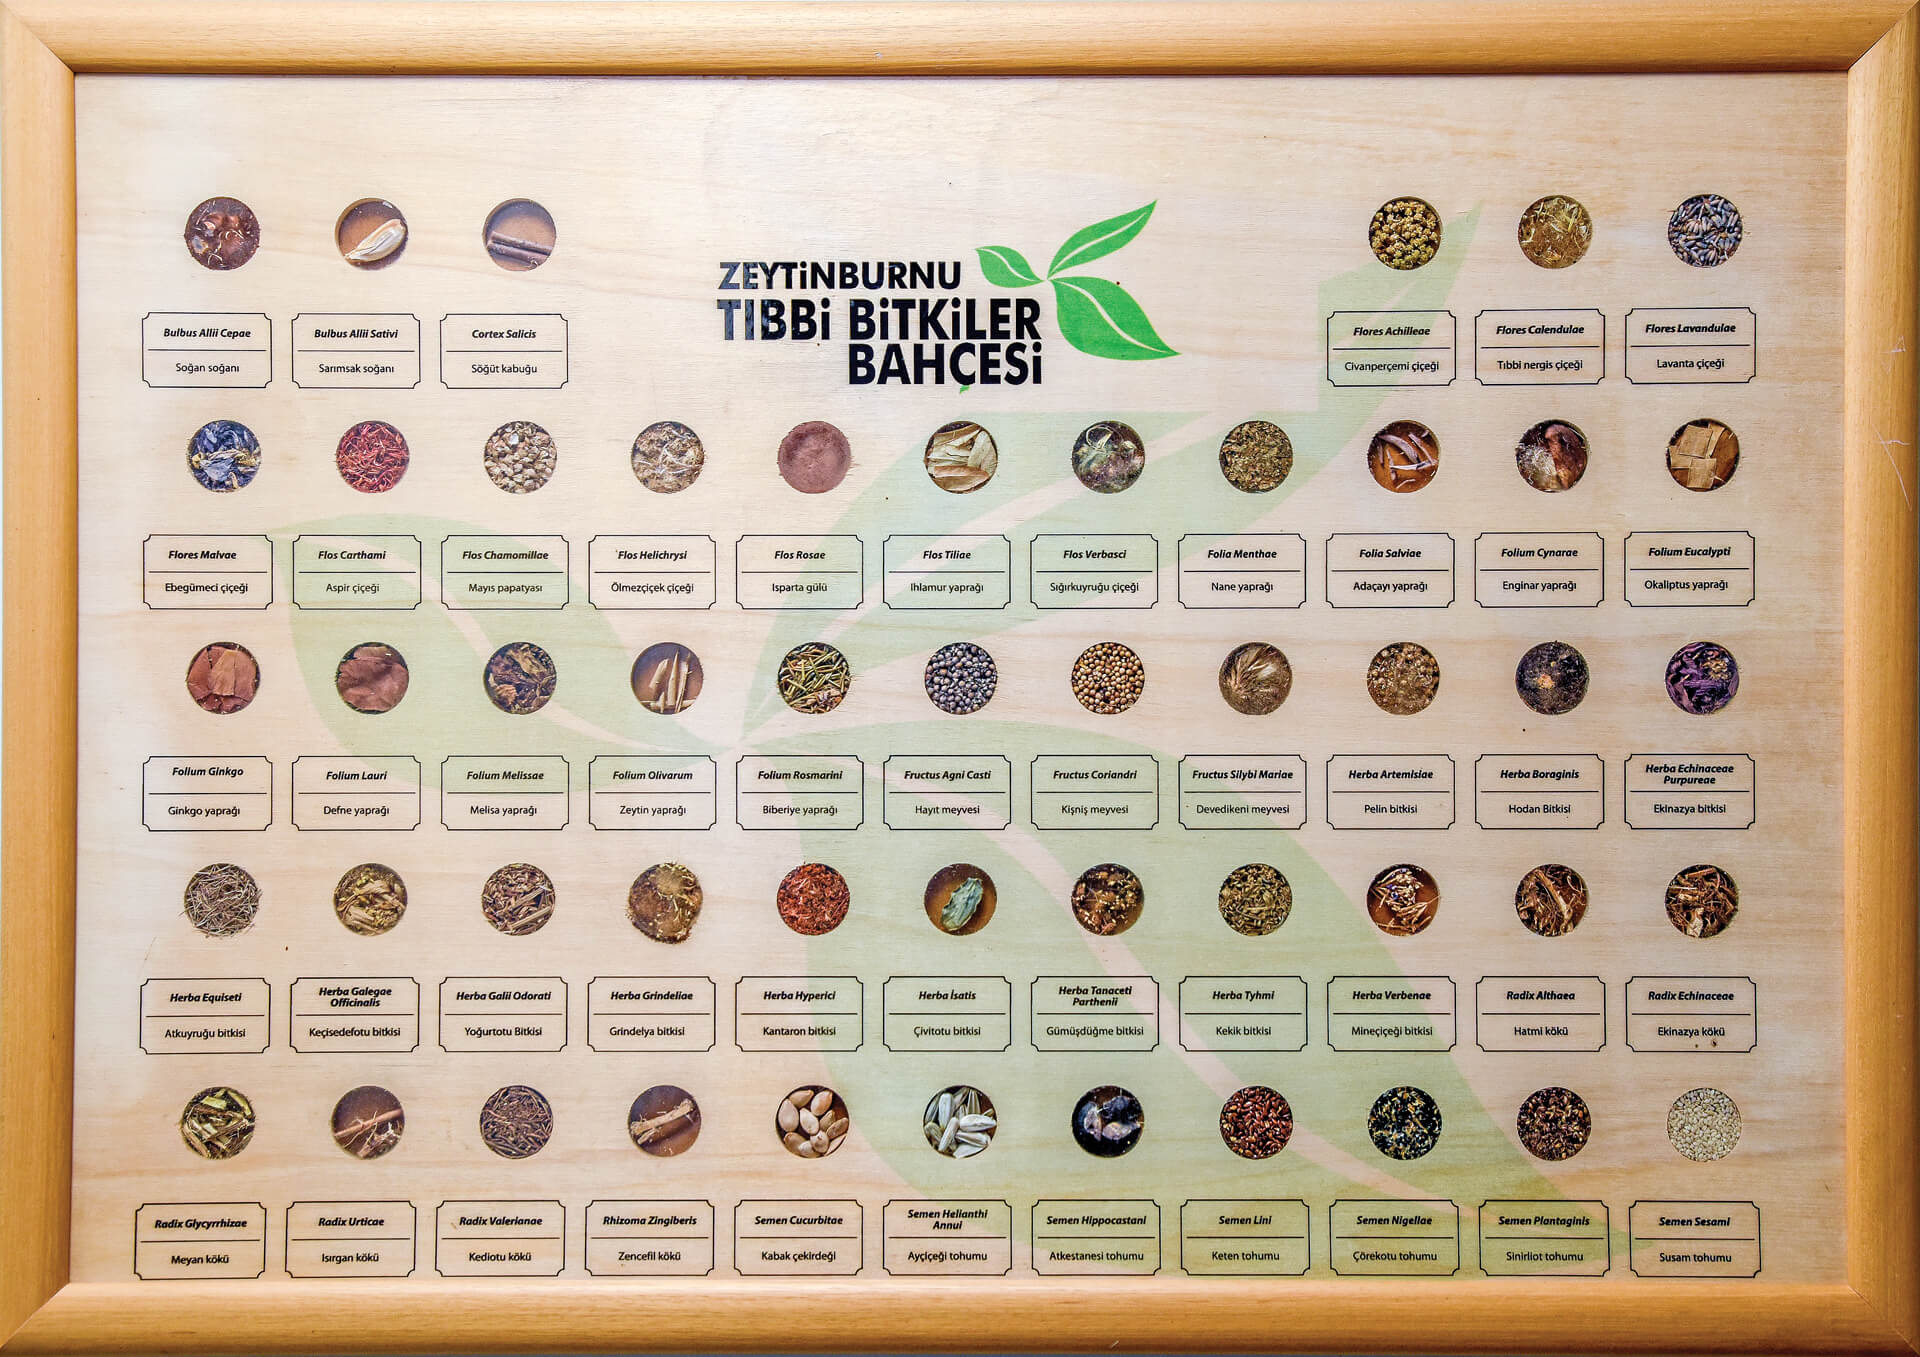 ZEYTiNBURNU
TIBBi BiTKiLER
BAHÇESi
Bulbus Allii Cepae
Soğan soğanı
Bulbus Allii Sativi
Sarımsak soğanı
Cortex Salicis
Söğüt kabuğu
Flores Achilleae
Civanperçemi çiçeği
Flores Calendulae
Tıbbi nergis çiçeği
Flores Lavandulae
Lavanta çiçeği
Flores Malvae
Ebegümeci çiçeği
Flos Carthami
Aspir çiçeği
Flos Chamomillae
Mayıs papatyası
Flos Helichrysi
Ölmezçiçek çiçeği
Flos Rosae
Isparta gülü
Flos Tiliae
Ihlamur yaprağı
Flos Verbasci
Sığırkuyruğu çiçeği
Folia Menthae
Nane yaprağı
Folia Salviae
Adaçayı yaprağı
Folium Cynarae
Enginar yaprağı
Folium Eucalypti
Okaliptus yaprağı
Folium Ginkgo
Ginkgo yaprağı
Folium Lauri
Defne yaprağı
Folium Melissae
Melisa yaprağı
Folium Olivarum
Zeytin yaprağı
Folium Rosmarini
Biberiye yaprağı
Fructus Agni Casti
Hayıt meyvesi
Fructus Coriandri
Kişniş meyvesi
Fructus Silybi Mariae
Devedikeni meyvesi
Herba Artemisiae
Pelin bitkisi
Herba Boraginis
Hodan Bitkisi
Herba Echinaceae
Purpureae
Ekinazya bitkisi
Herba Equiseti
Atkuyruğu bitkisi
Herba Galegae
Officinalis
Keçisedefotu bitkisi
Herba Galii Odorati
Yoğurtotu Bitkisi
Herba Grindeliae
Grindelya bitkisi
Herba Hyperici
Kantaron bitkisi
Herba İsatis
Çivitotu bitkisi
Herba Tanaceti
Parthenii
Gümüşdüğme bitkisi
Herba Tyhmi
Kekik bitkisi
Herba Verbenae
Mineçiçeği bitkisi
Radix Althaea
Hatmi kökü
Radix Echinaceae
Ekinazya kökü
Radix Glycyrrhizae
Meyan kökü
Radix Urticae
Isırgan kökü
Radix Valerianae
Kediotu kökü
Rhizoma Zingiberis
Zencefil kökü
Semen Cucurbitae
Kabak çekirdeği
Semen Helianthi
Annui
Ayçiçeği tohumu
Semen Hippocastani
Atkestanesi tohumu
Semen Lini
Keten tohumu
Semen Nigellae
Çörekotu tohumu
Semen Plantaginis
Sinirliot tohumu
Semen Sesami
Susam tohumu